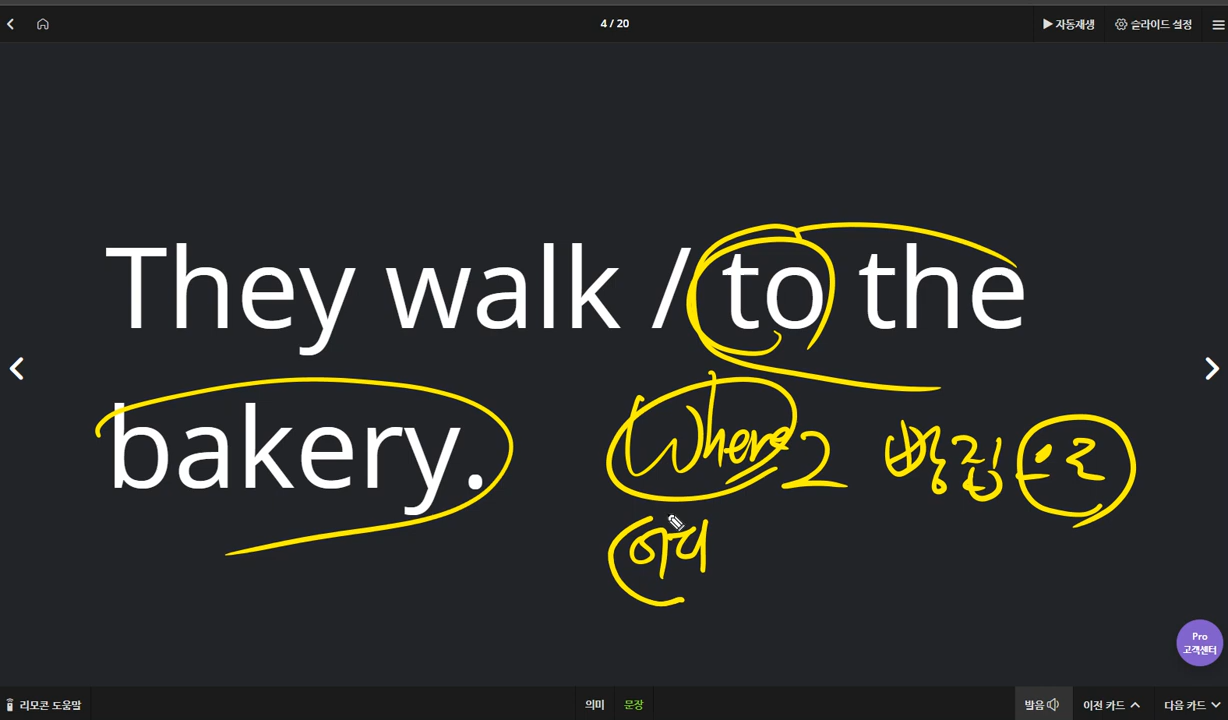 4 / 20
자동재생
슬라이드 설정
They walk / to the
bakery.
Where
2
빵집으로
어디
Pro
고객센터
리모콘 도움말
의미
문장
발음
이전 카드
다음 카드